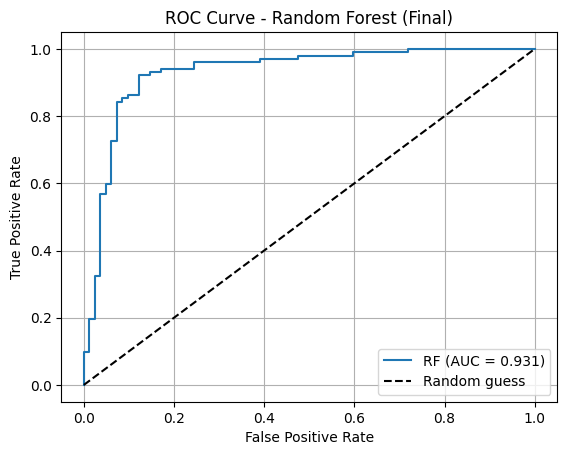 ROC Curve - Random Forest (Final)
True Positive Rate
1.0
0.8
0.6
0.4
0.2
0.0
0.0 0.2 0.4 0.6 0.8 1.0
False Positive Rate
RF (AUC = 0.931)
Random guess